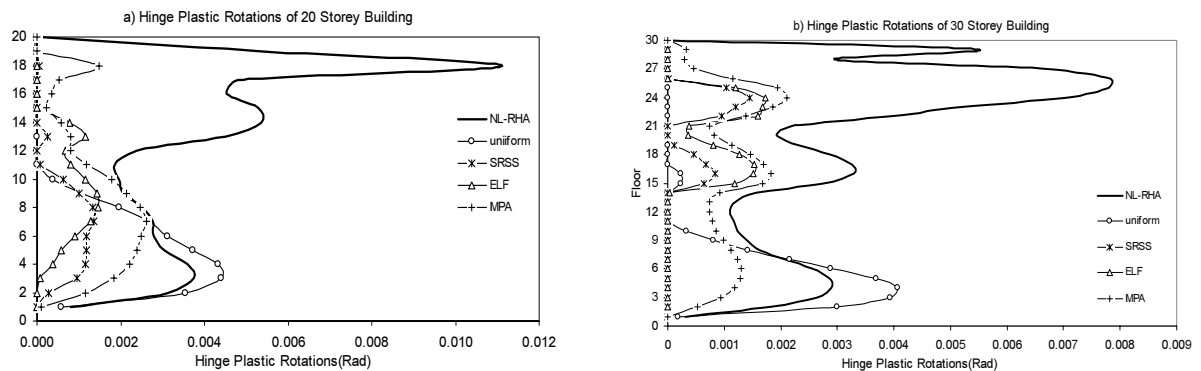 a) Hinge Plastic Rotations of 20 Storey Building
20
18
16
14
12
10
8
6
4
2
0
0.000 0.002 0.004 0.006 0.008 0.010 0.012
Hinge Plastic Rotations(Rad)
NL-RHA
uniiform
SRSS
ELF
MPA
b) Hinge Plastic Rotations of 30 Storey Building
30
27
24
21
18
15
12
9
6
3
0
Floor
0 0.001 0.002 0.003 0.004 0.005 0.006 0.007 0.008 0.009
Hinge Plastic Rotations(Rad)
NL-RHA
uniform
SRSS
ELF
MPA